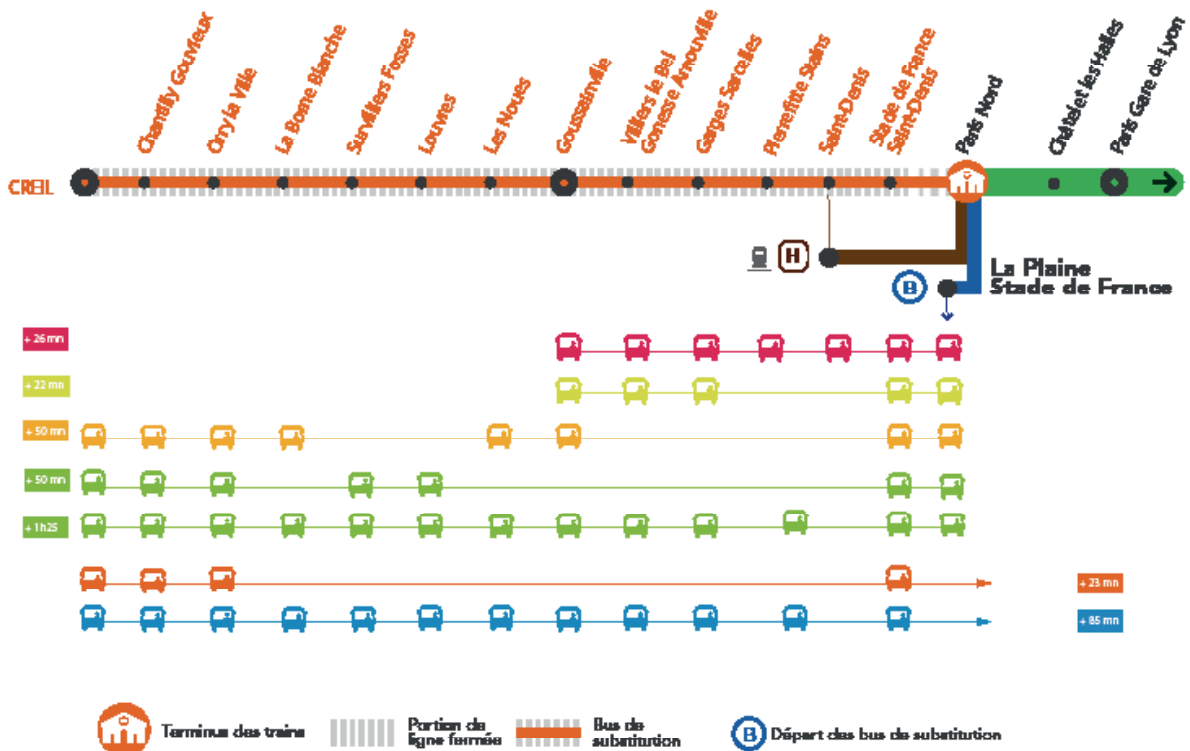 Chantilly Gouvieux
Orry la Ville
La Borne Blanche
Survilliers Fosses
Louvres
Les Noues
Goussainville
Villiers le Bel
Gonesse Arnouville
Garges Sarcelles
Pierrefitte Stains
Saint-Denis
Stade de France
Saint-Denis
Paris Nord
Châtelet les Halles
Paris Gare de Lyon
CREIL
H
B
La Plaine
Stade de France
+ 26 mn
+ 22 mn
+ 50 mn
+ 50 mn
+ 1h25
+ 23 mn
+ 85 mn
Terminus des trains
Portion de
ligne fermée
Bus de
substitution
B
Départ des bus de substitution